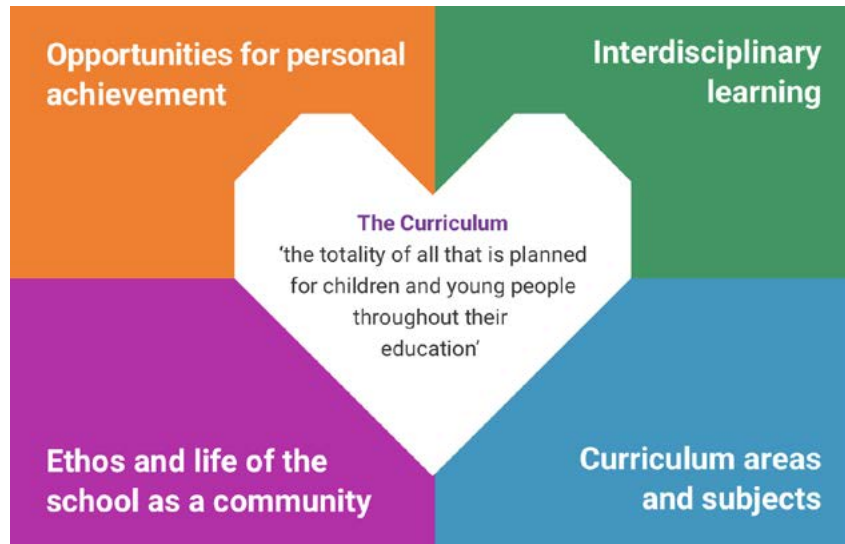 Opportunities for personal
achievement
Interdisciplinary
learning
The Curriculum
‘the totality of all that is planned
for children and young people
throughout their
education’
Ethos and life of the
school as a community
Curriculum areas
and subjects